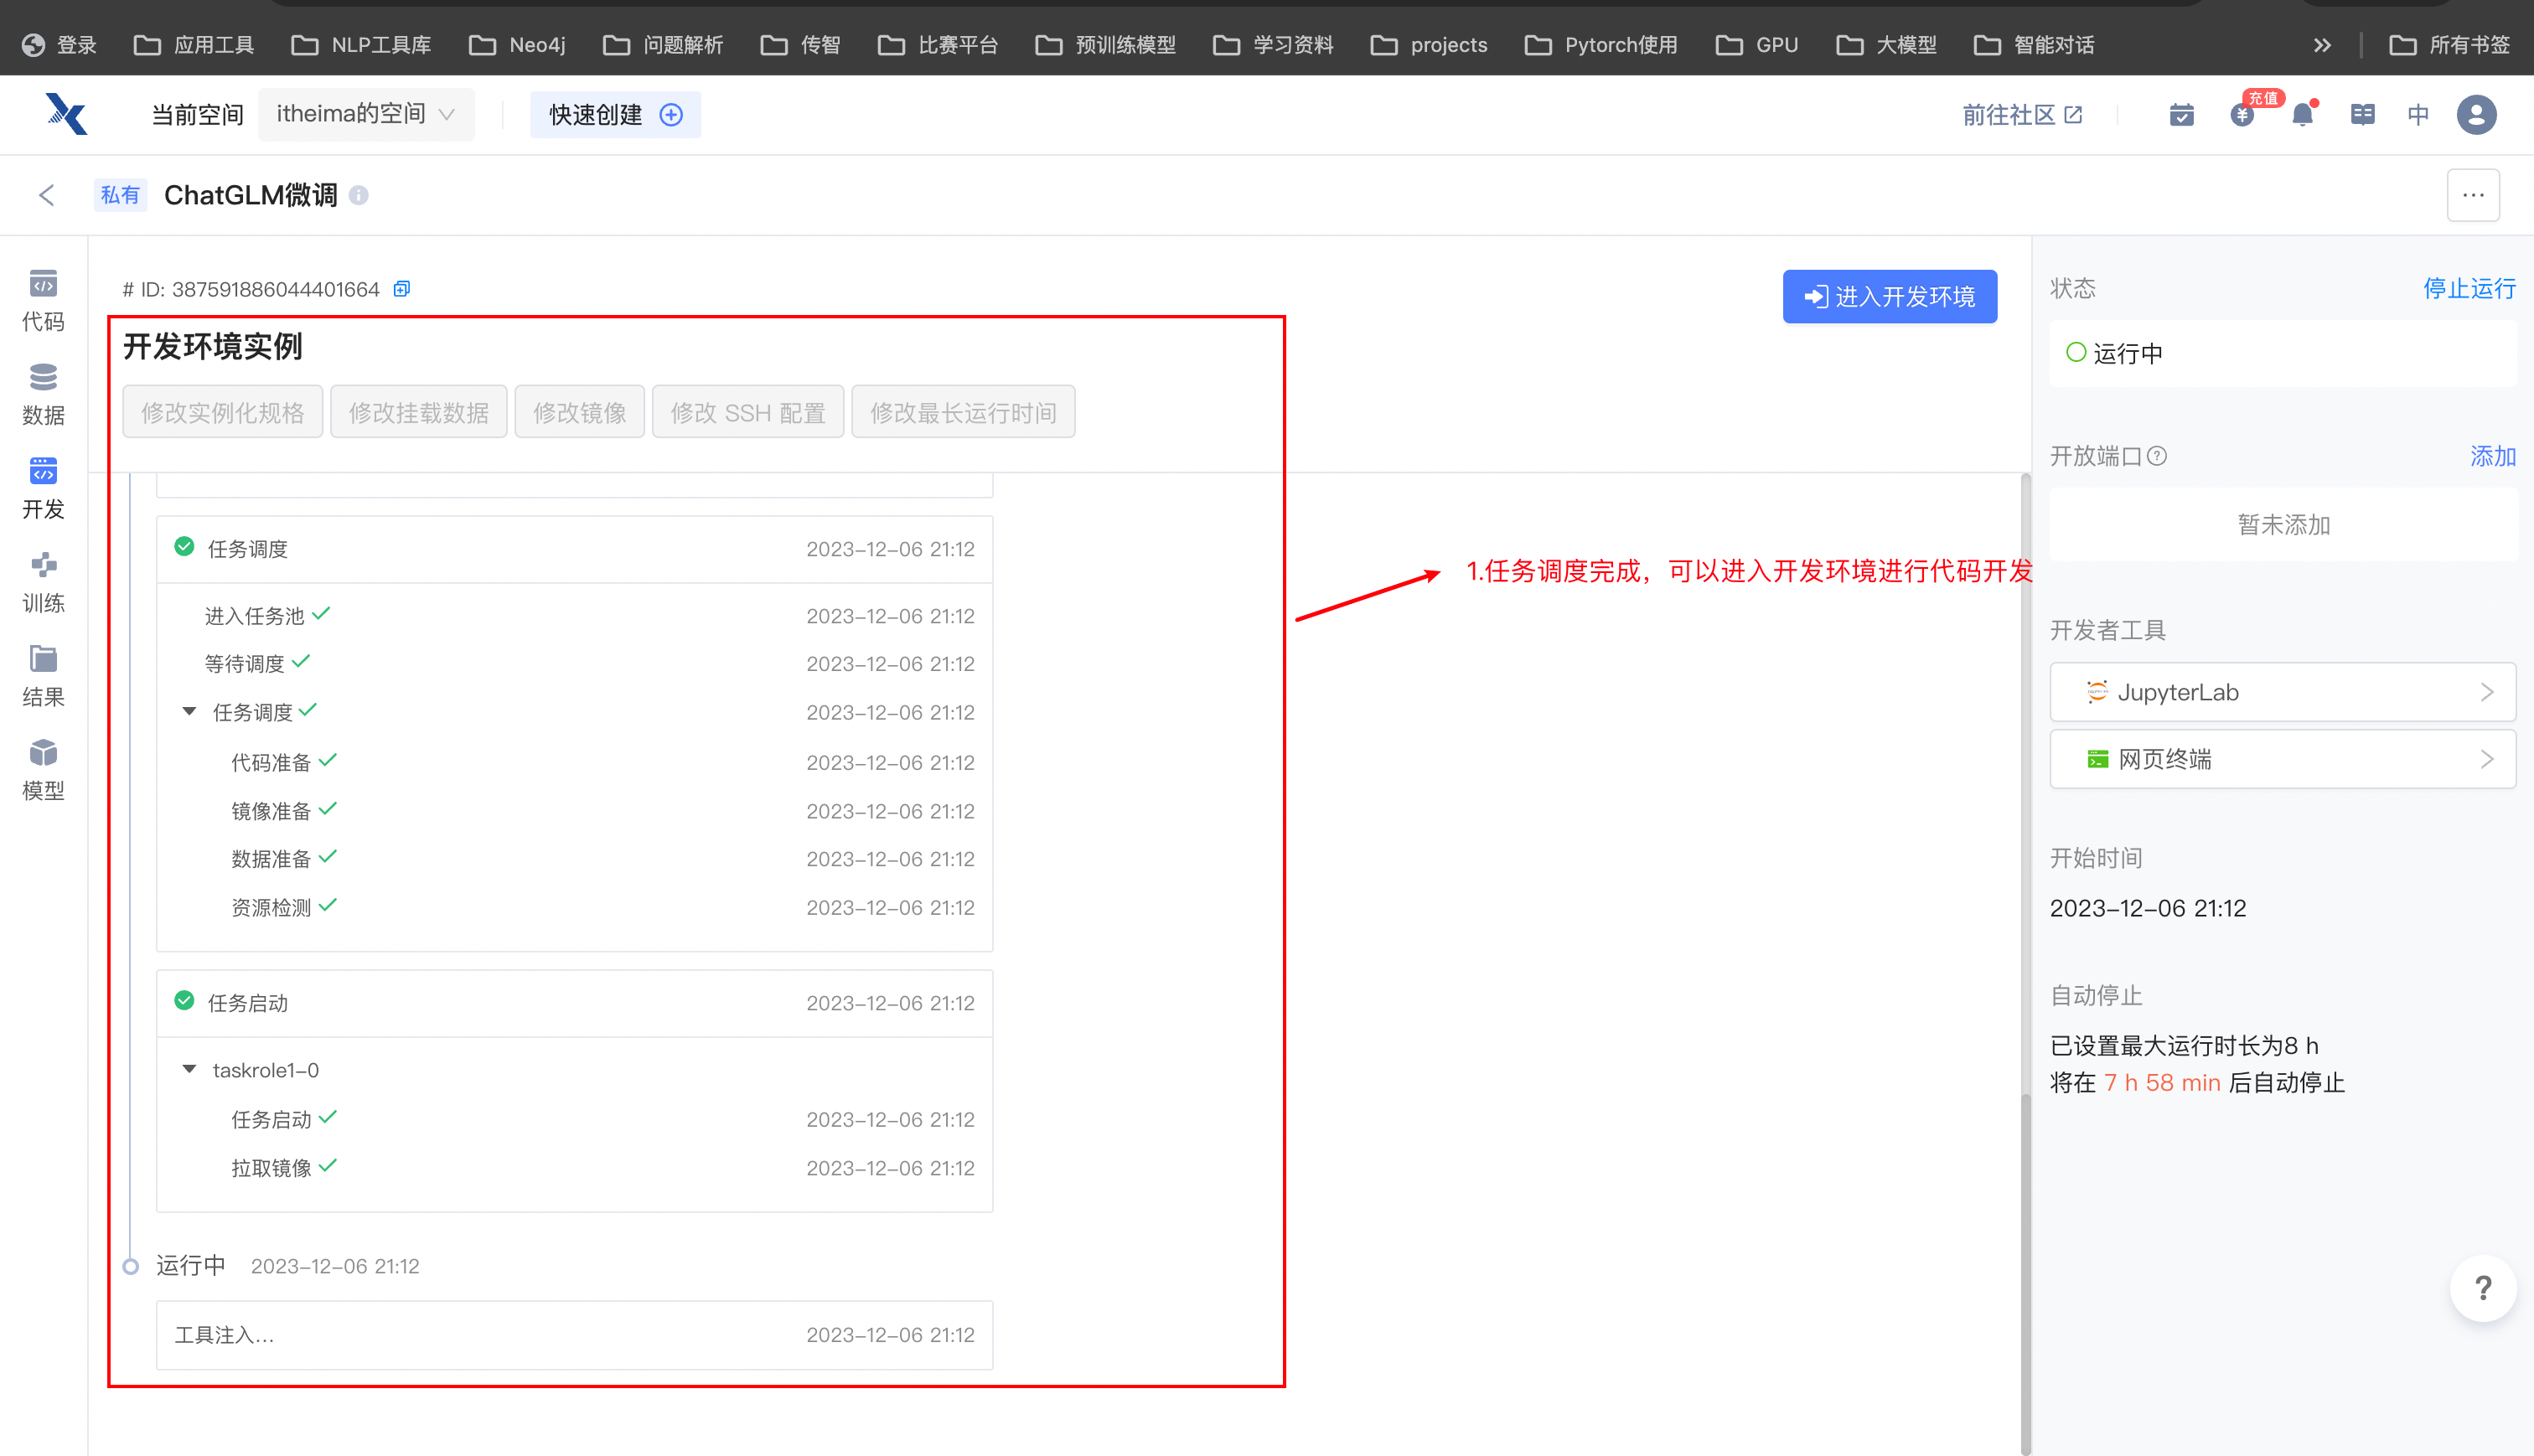 登录 应用工具 NLP工具库 Neo4j 问题解析 传智 比赛平台 预训练模型 学习资料 projects Pytorch使用 GPU 大模型 智能对话 所有书签
当前空间 itheima的空间 快速创建 前往社区 充值 中
私有 ChatGLM微调
代码
数据
开发
训练
结果
模型
# ID: 387591886044401664
进入开发环境
开发环境实例
修改实例化规格 修改挂载数据 修改镜像 修改 SSH 配置 修改最长运行时间
任务调度 2023-12-06 21:12
进入任务池 2023-12-06 21:12
等待调度 2023-12-06 21:12
任务调度 2023-12-06 21:12
代码准备 2023-12-06 21:12
镜像准备 2023-12-06 21:12
数据准备 2023-12-06 21:12
资源检测 2023-12-06 21:12
任务启动 2023-12-06 21:12
taskrole1-0
任务启动 2023-12-06 21:12
拉取镜像 2023-12-06 21:12
运行中 2023-12-06 21:12
工具注入... 2023-12-06 21:12
1.任务调度完成，可以进入开发环境进行代码开发
状态 停止运行
运行中
开放端口 添加
暂未添加
开发者工具
JupyterLab
网页终端
开始时间
2023-12-06 21:12
自动停止
已设置最大运行时长为8 h
将在 7 h 58 min 后自动停止
?